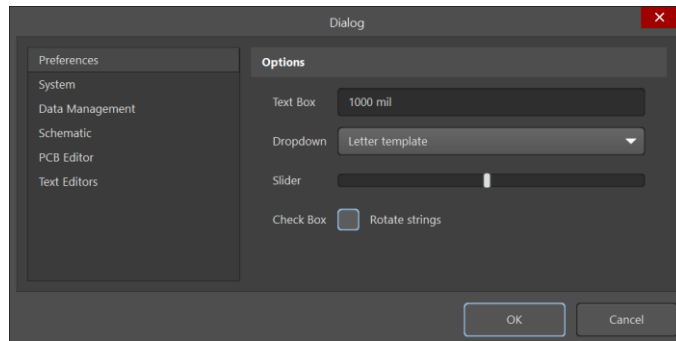 Dialog
Preferences
System
Data Management
Schematic
PCB Editor
Text Editors
Options
Text Box 1000 mil
Dropdown Letter template
Slider
Check Box Rotate strings
OK Cancel